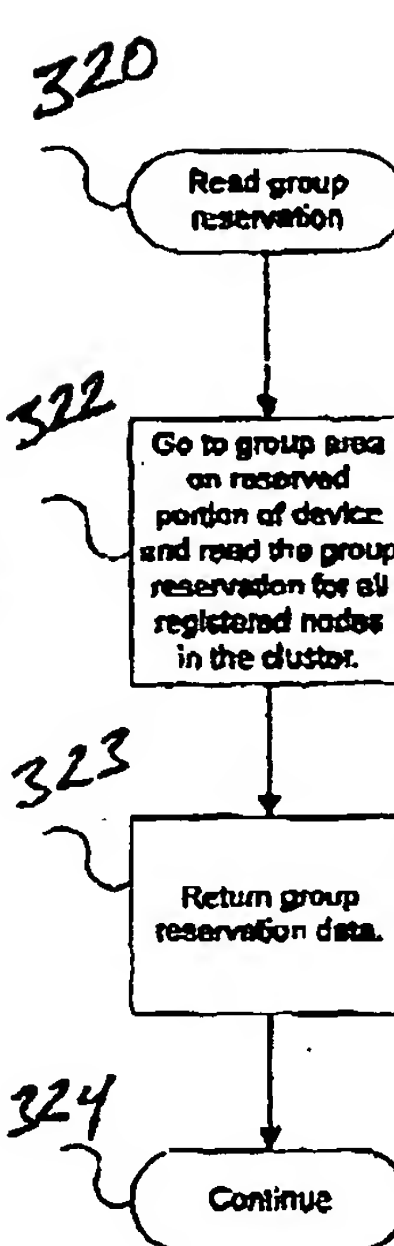 320
Read group
reservation
322
Go to group area
on reserved
portion of device
and read the group
reservation for all
registered nodes
in the cluster.
323
Return group
reservation data.
324
Continue